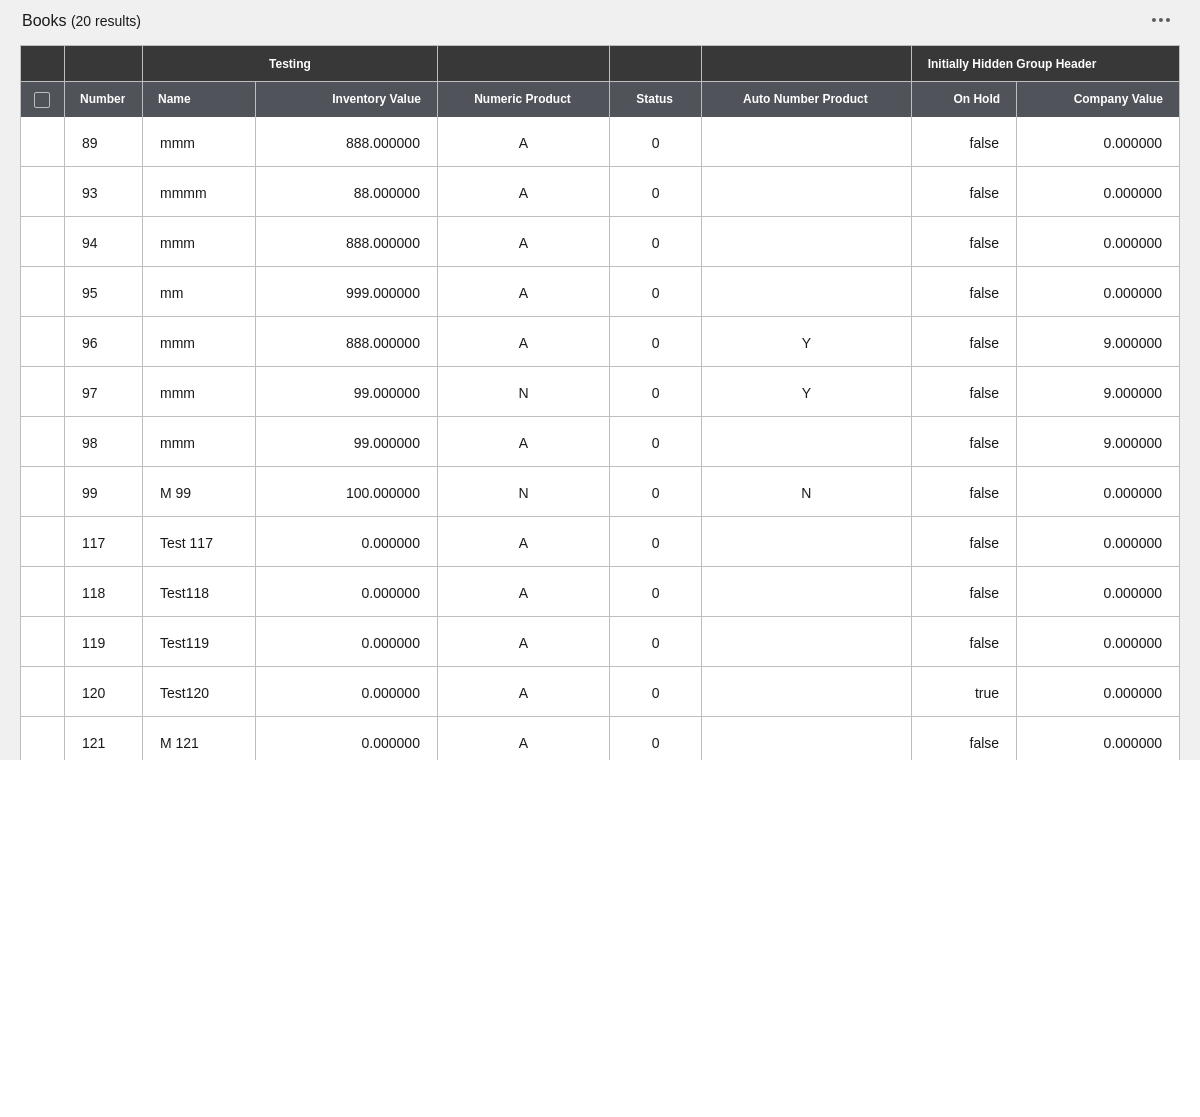 Books (20 results)
Testing Initially Hidden Group Header
Number Name Inventory Value Numeric Product Status Auto Number Product On Hold Company Value
89 mmm 888.000000 A 0 false 0.000000
93 mmmm 88.000000 A 0 false 0.000000
94 mmm 888.000000 A 0 false 0.000000
95 mm 999.000000 A 0 false 0.000000
96 mmm 888.000000 A 0 Y false 9.000000
97 mmm 99.000000 N 0 Y false 9.000000
98 mmm 99.000000 A 0 false 9.000000
99 M 99 100.000000 N 0 N false 0.000000
117 Test 117 0.000000 A 0 false 0.000000
118 Test118 0.000000 A 0 false 0.000000
119 Test119 0.000000 A 0 false 0.000000
120 Test120 0.000000 A 0 true 0.000000
121 M 121 0.000000 A 0 false 0.000000